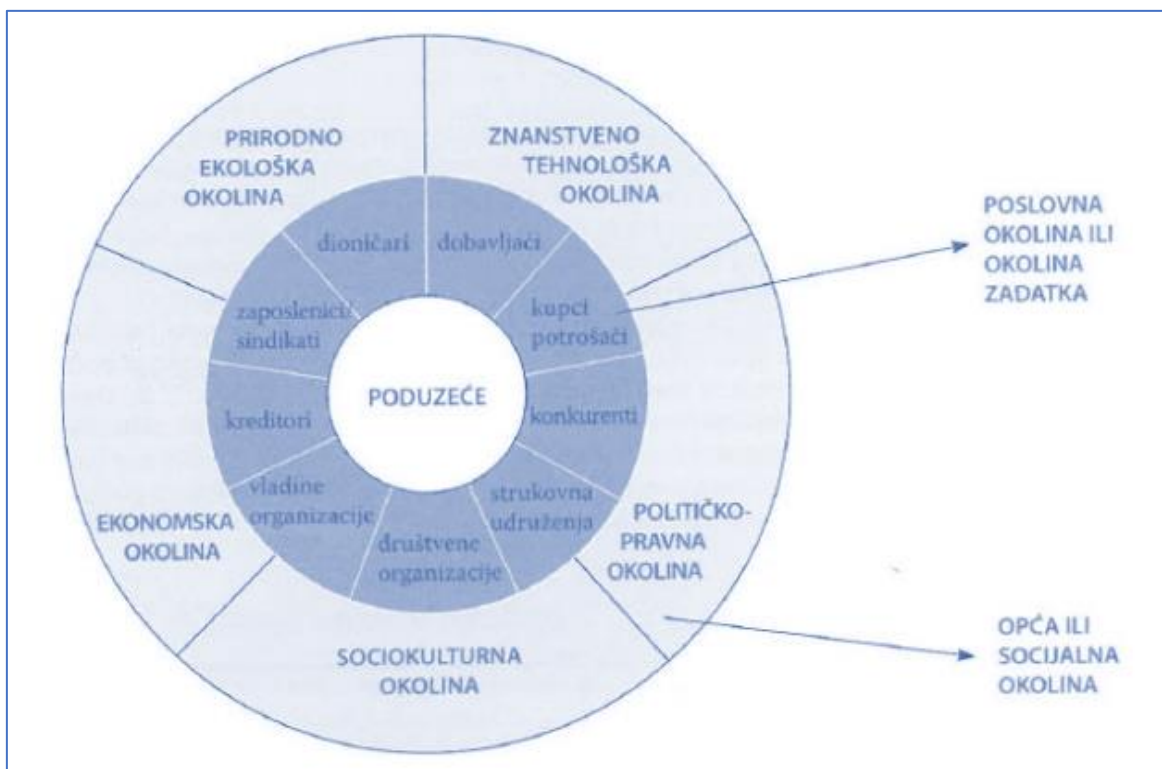 PRIRODNO
EKOLOŠKA
OKOLINA
ZNANSTVENO
TEHNOLOŠKA
OKOLINA
POSLOVNA
OKOLINA ILI
OKOLINA
ZADATKA
dioničari
dobavljači
zaposlenici/
sindikati
kupci
potrošači
PODUZEĆE
kreditori
konkurenti
vladine
organizacije
strukovna
udruženja
društvene
organizacije
EKONOMSKA
OKOLINA
POLITIČKO-
PRAVNA
OKOLINA
SOCIOKULTURNA
OKOLINA
OPĆA ILI
SOCIJALNA
OKOLINA